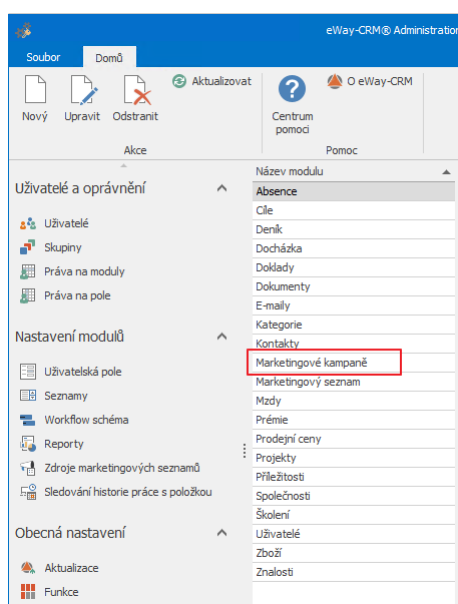 eWay-CRM® Administration
Soubor
Domů
Nový
Upravit
Odstranit
Aktualizovat
Akce
Centrum
pomoci
O eWay-CRM
Pomoc
Uživatelé a oprávnění
Uživatelé
Skupiny
Práva na moduly
Práva na pole
Nastavení modulů
Uživatelská pole
Seznamy
Workflow schéma
Reporty
Zdroje marketingových seznamů
Sledování historie práce s položkou
Obecná nastavení
Aktualizace
Funkce
Název modulu
Absence
Cíle
Deník
Docházka
Doklady
Dokumenty
E-maily
Kategorie
Kontakty
Marketingové kampaně
Marketingový seznam
Mzdy
Prémie
Prodejní ceny
Projekty
Příležitosti
Společnosti
Školení
Uživatelé
Zboží
Znalosti